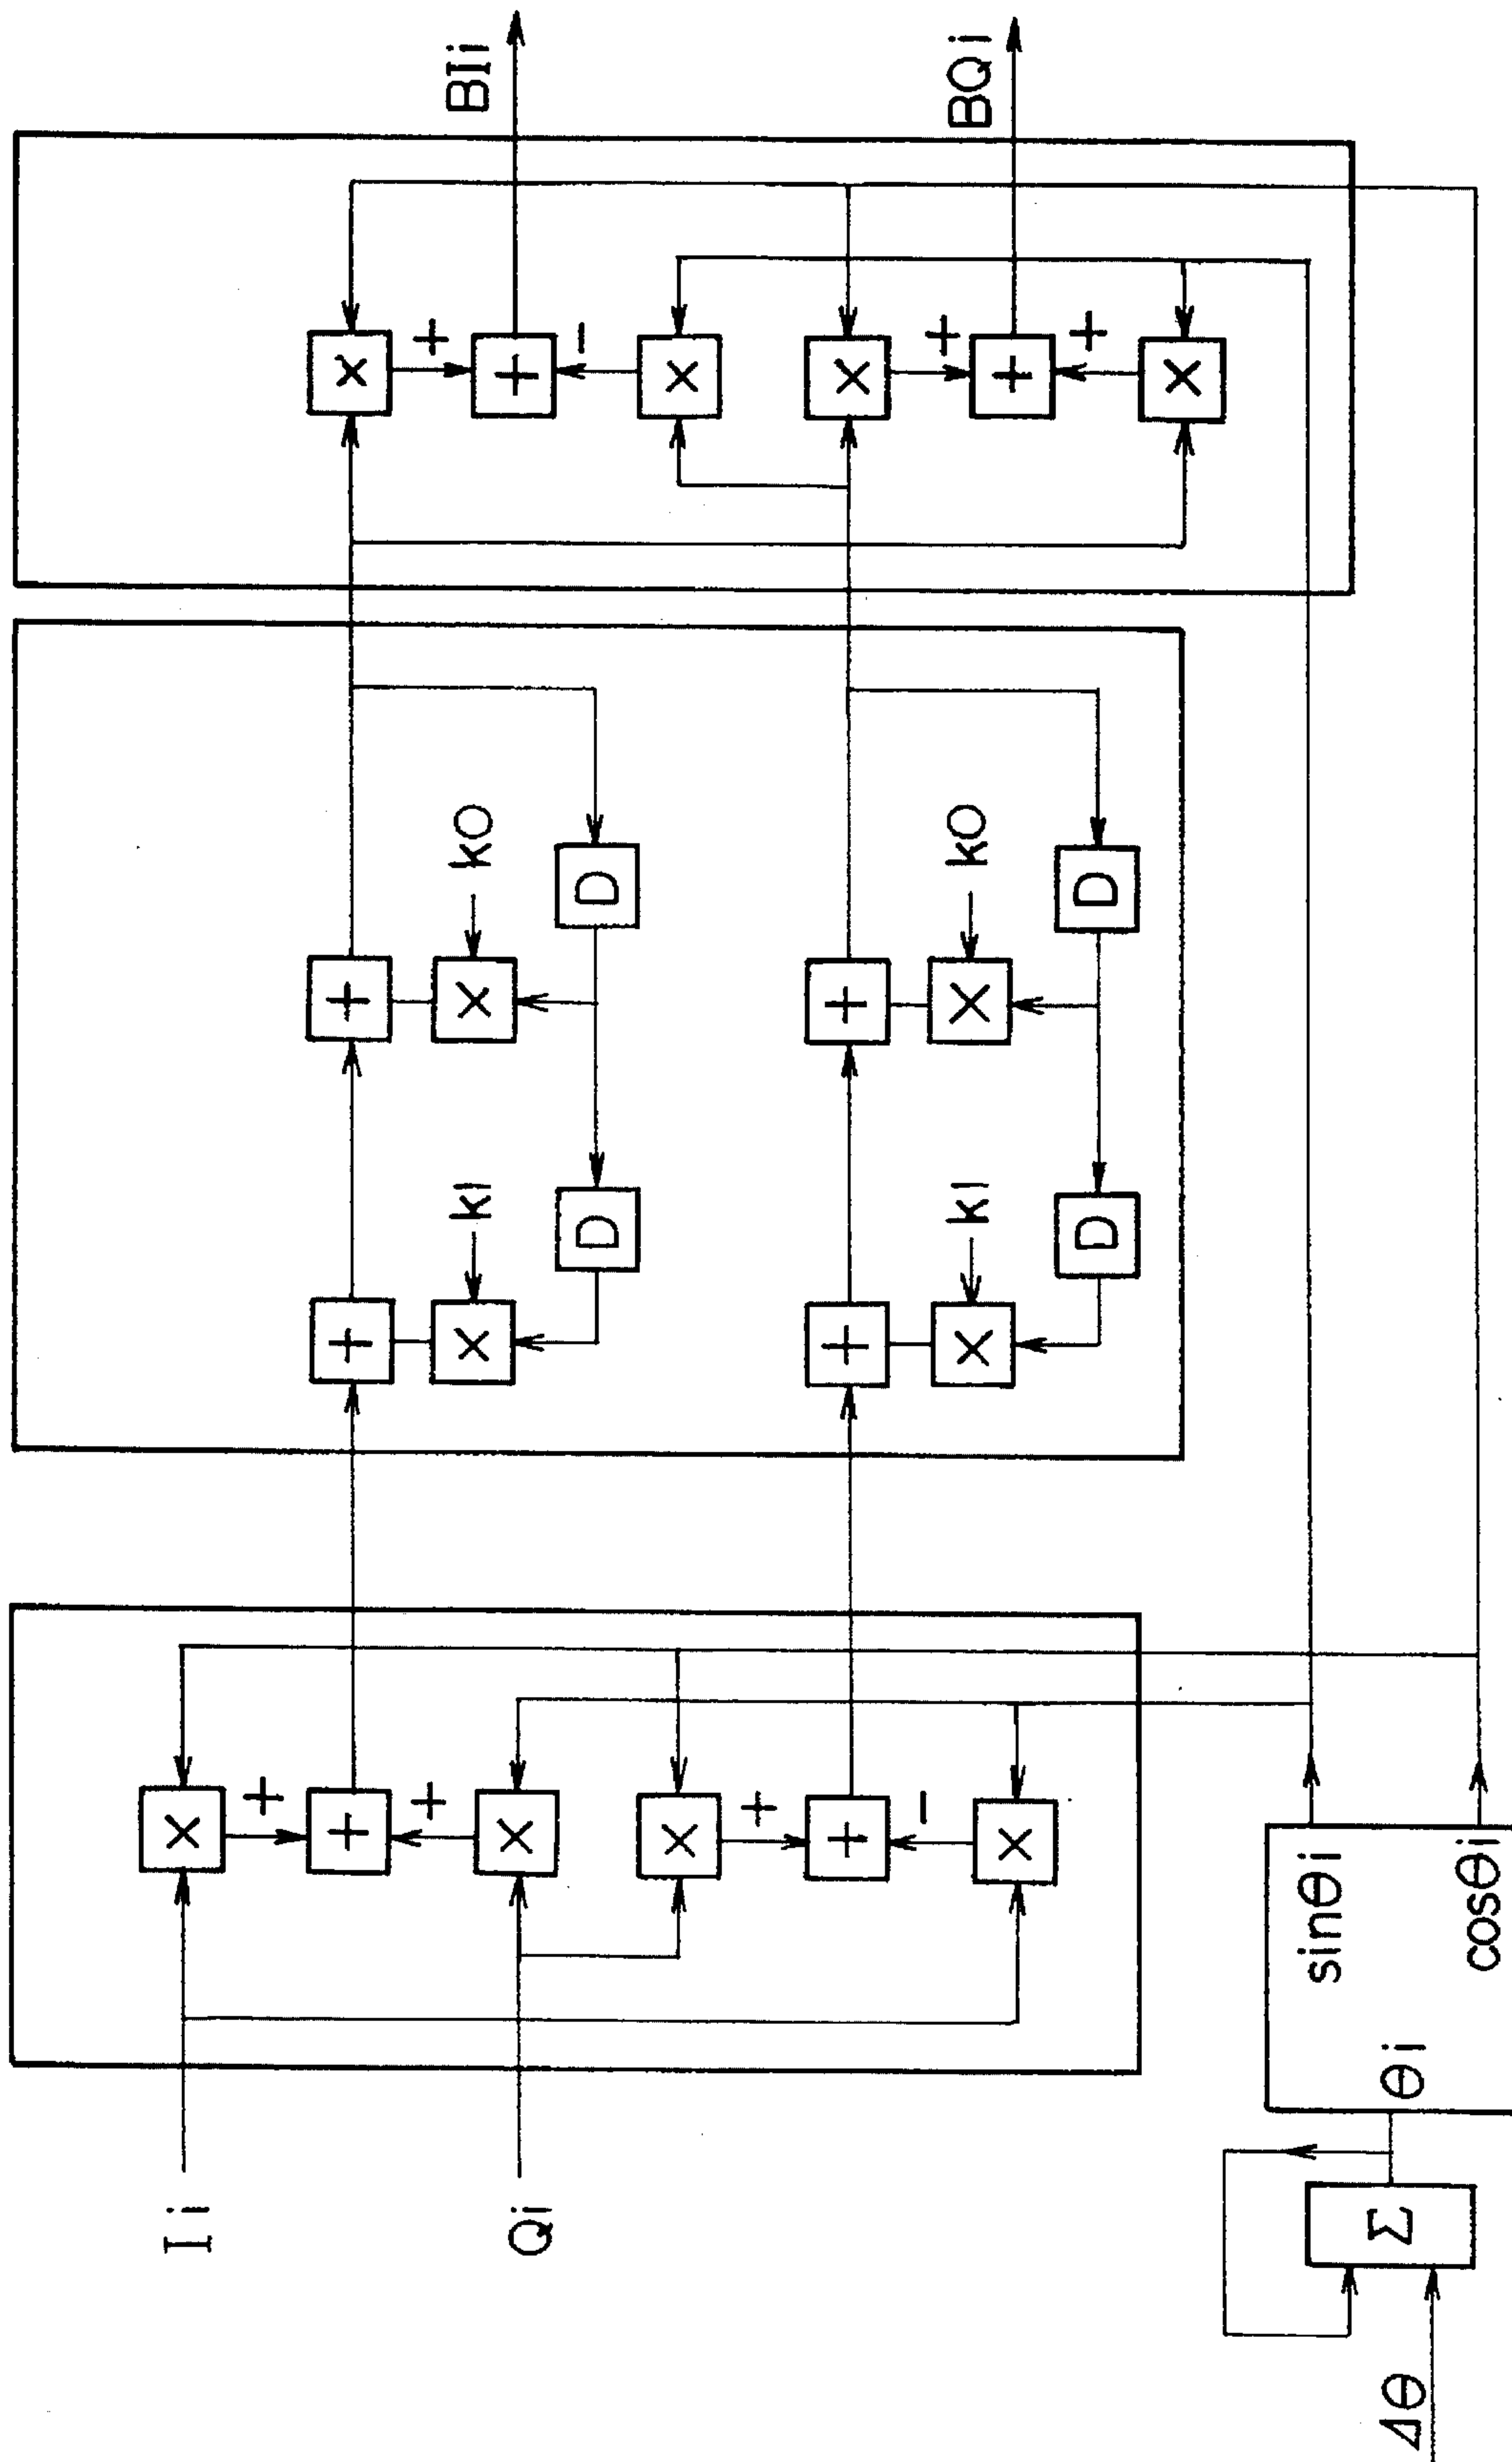 Ii
×
+
+
+
+
×
+
+
k1
k0
BIi
Qi
×
×
×
+
−
D
D
×
×
+
+
+
+
×
−
+
k1
k0
BQi
×
×
×
+
D
D
+
×
sinθi
Σ
θi
Δθ
cosθi